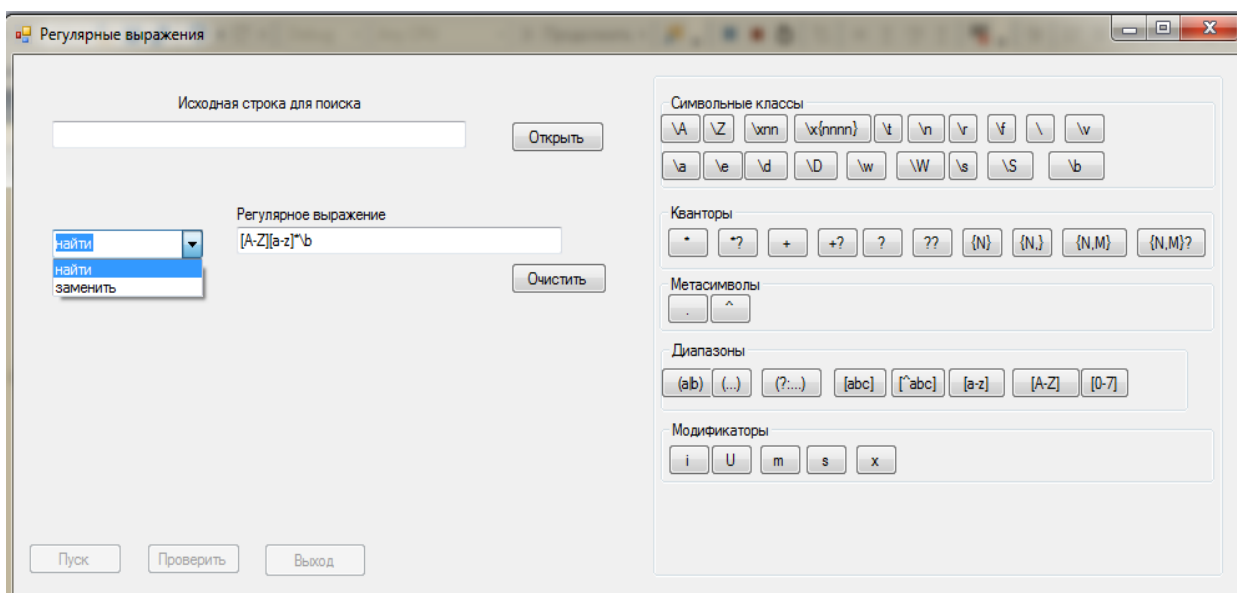 Регулярные выражения
Исходная строка для поиска
Открыть
Регулярное выражение
найти
[A-Z][a-z]*\b
найти
заменить
Очистить
Пуск Проверить Выход
Символьные классы
\A \Z \xnn \x{nnnn} \t \n \r \f \ \v
\a \e \d \D \w \W \s \S \b
Кванторы
* *? + +? ? ?? {N} {N,} {N,M} {N,M}?
Метасимволы
. ^
Диапазоны
(a|b) (...) (?:...) [abc] [^abc] [a-z] [A-Z] [0-7]
Модификаторы
i U m s x